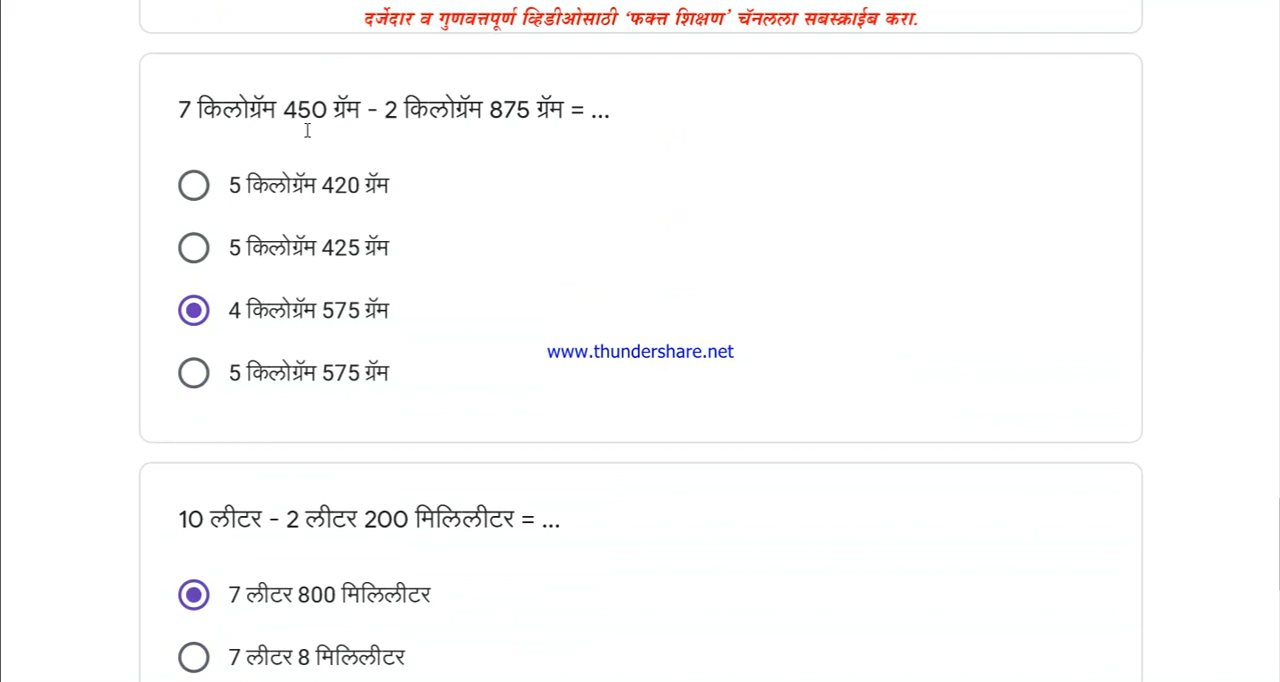 दर्जेदार व गुणवत्तपूर्ण व्हिडीओसाठी ‘फक्त शिक्षण’ चॅनलला सबस्क्राईब करा.
7 किलोग्रॅम 450 ग्रॅम - 2 किलोग्रॅम 875 ग्रॅम = ...
5 किलोग्रॅम 420 ग्रॅम
5 किलोग्रॅम 425 ग्रॅम
4 किलोग्रॅम 575 ग्रॅम
www.thundershare.net
5 किलोग्रॅम 575 ग्रॅम
10 लीटर - 2 लीटर 200 मिलिलीटर = ...
7 लीटर 800 मिलिलीटर
7 लीटर 8 मिलिलीटर